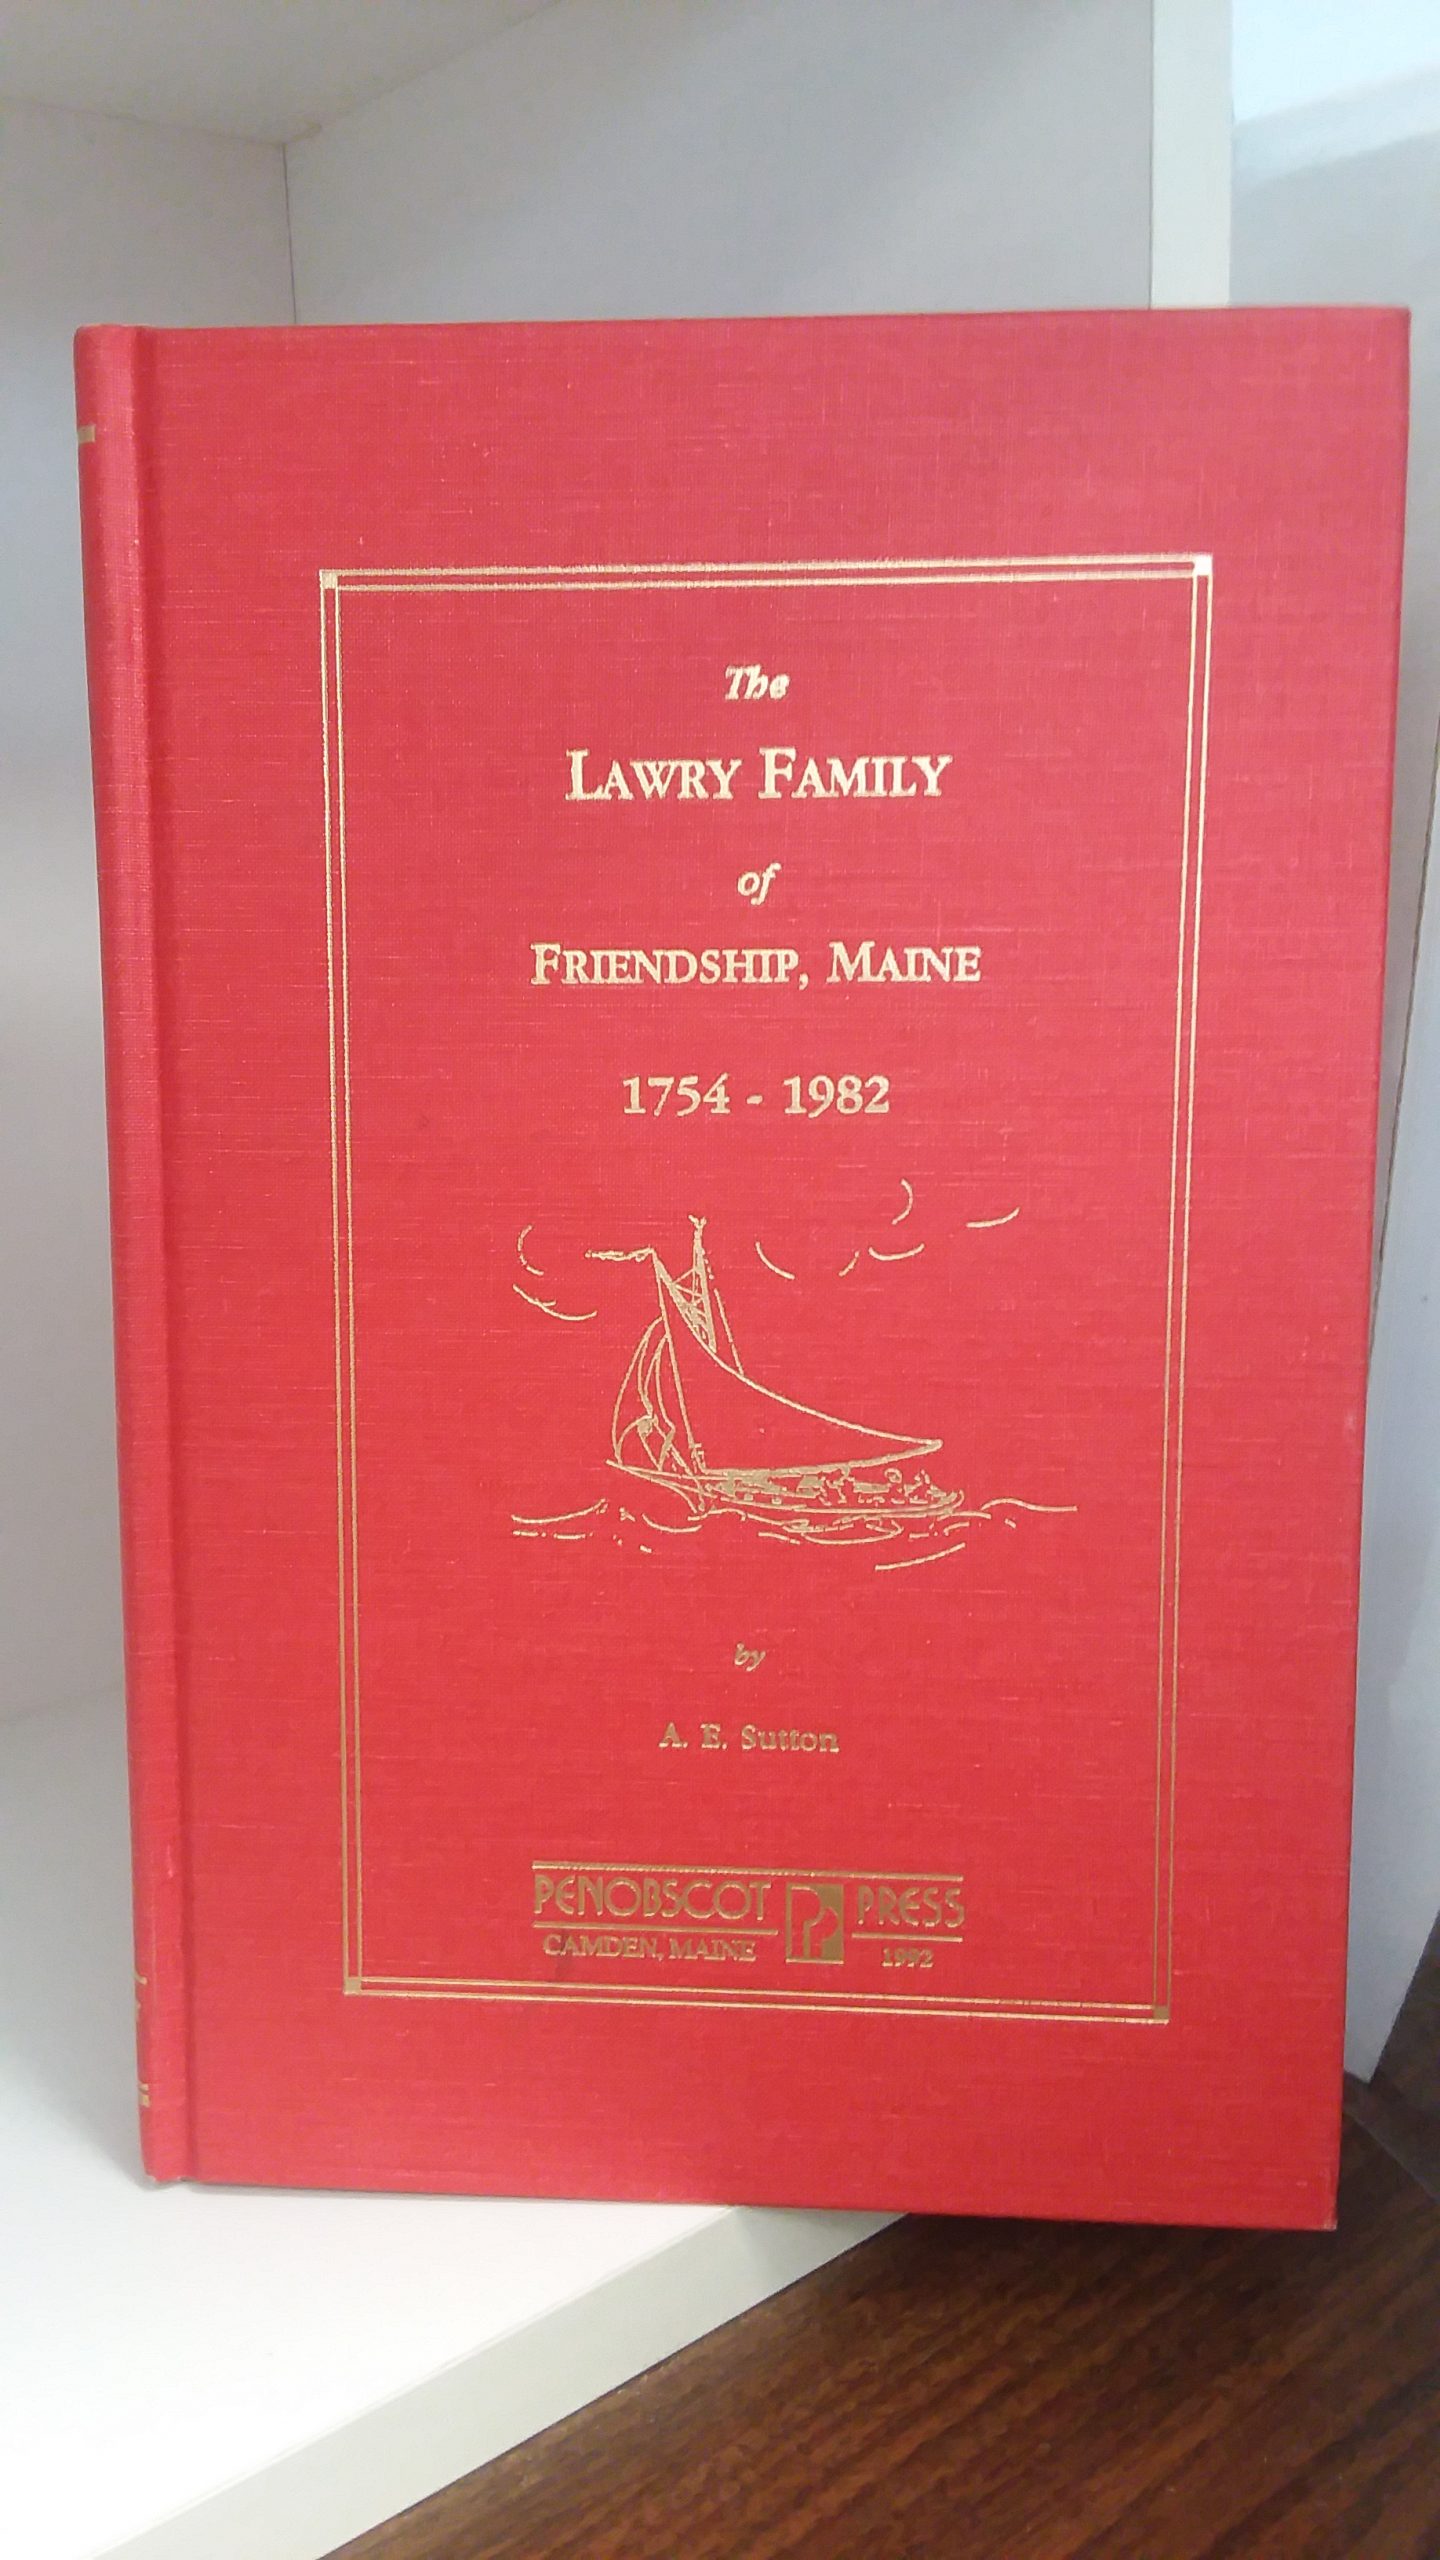 The
LAWRY FAMILY
of
FRIENDSHIP, MAINE
1754 - 1982
by
A. E. Sutton
PENOBSCOT PRESS
CAMDEN, MAINE 1992